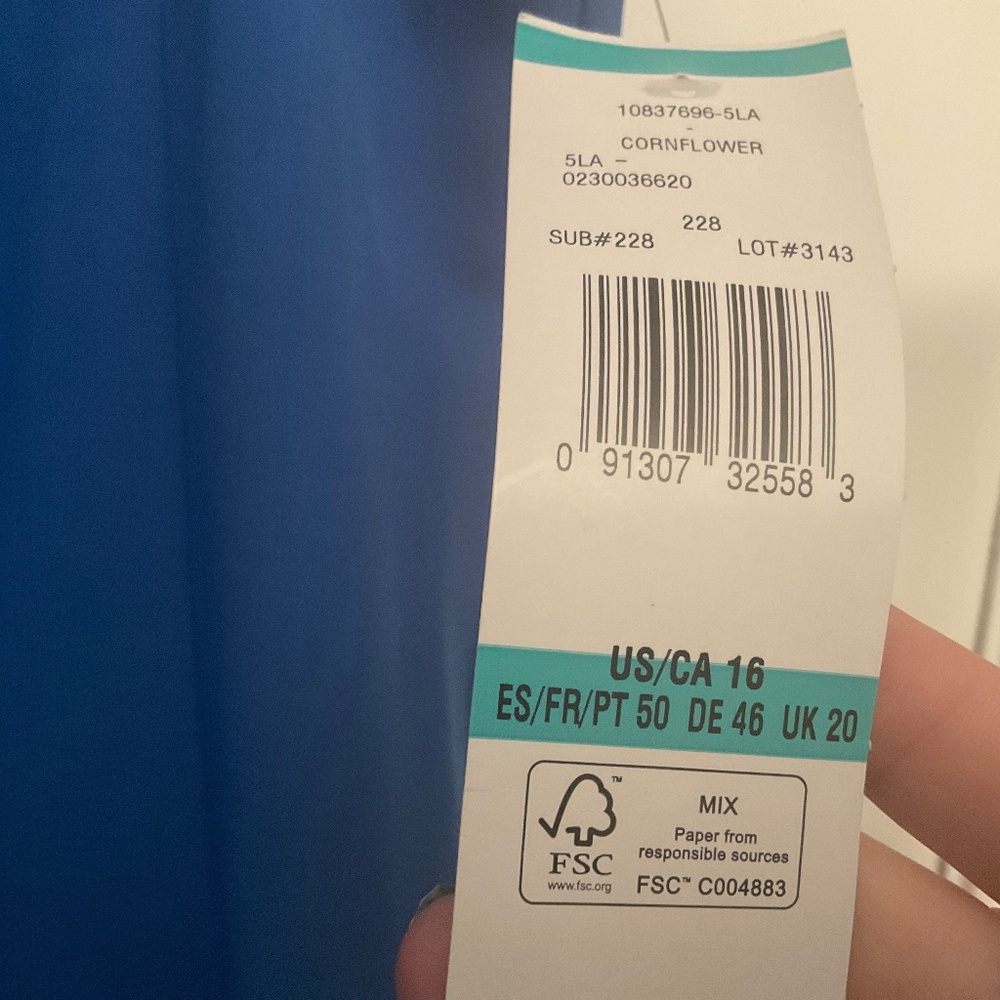 10837696-5LA
-
CORNFLOWER
5LA -
0230036620
228
SUB#228 LOT#3143
0 91307 32558 3
US/CA 16
ES/FR/PT 50 DE 46 UK 20
™
MIX
Paper from
responsible sources
FSC
www.fsc.org
FSC™ C004883